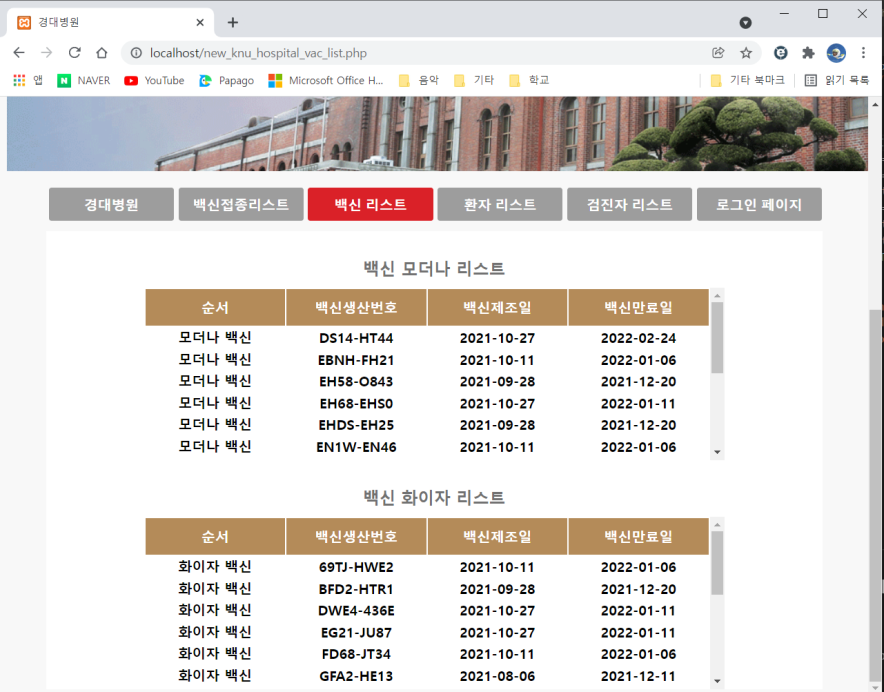 경대병원
localhost/new_knu_hospital_vac_list.php
앱 NAVER YouTube Papago Microsoft Office H... 음악 기타 학교 기타 북마크 읽기 목록
경대병원 백신접종리스트 백신 리스트 환자 리스트 검진자 리스트 로그인 페이지
백신 모더나 리스트
순서 백신생산번호 백신제조일 백신만료일
모더나 백신 DS14-HT44 2021-10-27 2022-02-24
모더나 백신 EBNH-FH21 2021-10-11 2022-01-06
모더나 백신 EH58-O843 2021-09-28 2021-12-20
모더나 백신 EH68-EHS0 2021-10-27 2022-01-11
모더나 백신 EHDS-EH25 2021-09-28 2021-12-20
모더나 백신 EN1W-EN46 2021-10-11 2022-01-06
백신 화이자 리스트
순서 백신생산번호 백신제조일 백신만료일
화이자 백신 69TJ-HWE2 2021-10-11 2022-01-06
화이자 백신 BFD2-HTR1 2021-09-28 2021-12-20
화이자 백신 DWE4-436E 2021-10-27 2022-01-11
화이자 백신 EG21-JU87 2021-10-27 2022-01-11
화이자 백신 FD68-JT34 2021-10-11 2022-01-06
화이자 백신 GFA2-HE13 2021-08-06 2021-12-11